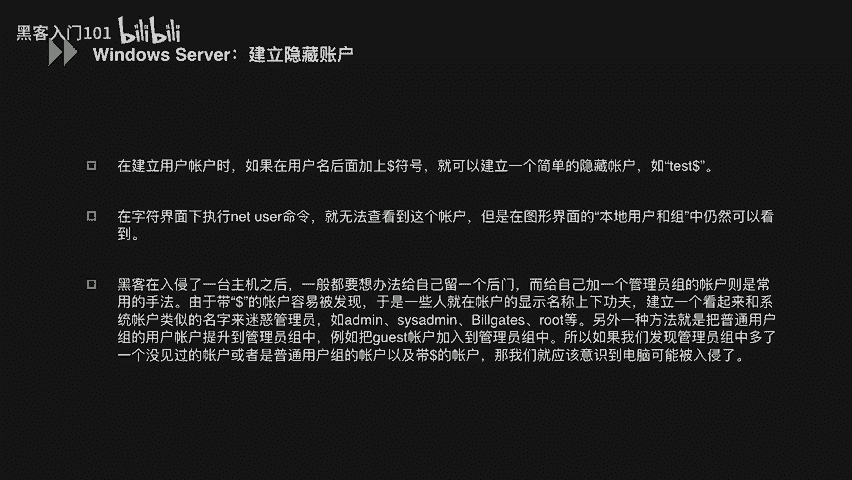 黑客入门101 bilibili
Windows Server：建立隐藏账户
在建立用户帐户时，如果在用户名后面加上$符号，就可以建立一个简单的隐藏帐户，如“test$”。
在字符界面下执行net user命令，就无法查看到这个帐户，但是在图形界面的“本地用户和组”中仍然可以看
到。
黑客在入侵了一台主机之后，一般都要想办法给自己留一个后门，而给自己加一个管理员组的帐户则是常
用的手法。由于带“$”的帐户容易被发现，于是一些人就在帐户的显示名称上下功夫，建立一个看起来和系
统帐户类似的名字来迷惑管理员，如admin、sysadmin、Billgates、root等。另外一种方法就是把普通用户
组的用户帐户提升到管理员组中，例如把guest帐户加入到管理员组中。所以如果我们发现管理员组中多了
一个没见过的帐户或者是普通用户组的帐户以及带$的帐户，那我们就应该意识到电脑可能被入侵了。